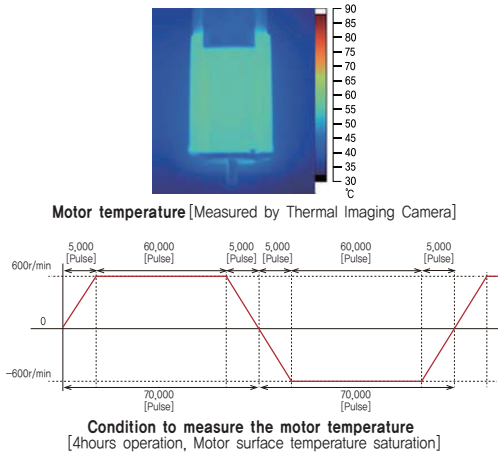 90
85
80
75
70
65
60
55
50
45
40
35
30
℃
Motor temperature [Measured by Thermal Imaging Camera]
5,000 60,000 5,000 5,000 60,000 5,000
[Pulse] [Pulse] [Pulse] [Pulse] [Pulse] [Pulse]
600r/min
0
-600r/min
70,000 70,000
[Pulse] [Pulse]
Condition to measure the motor temperature
[4hours operation, Motor surface temperature saturation]